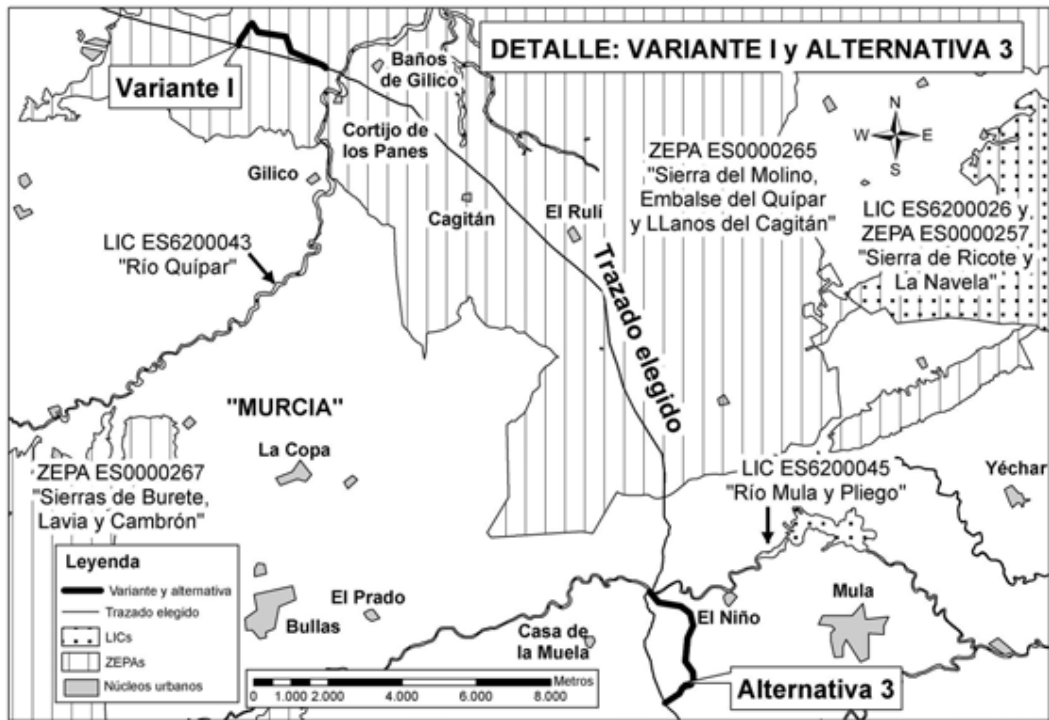 DETALLE: VARIANTE I y ALTERNATIVA 3
Variante I
Baños
de Gilico
N
W E
S
Cortijo de
los Panes
ZEPA ES0000265
"Sierra del Molino,
Embalse del Quípar
y LLanos del Cagitán"
Gilico
Cagitán
El Rulí
LIC ES6200026 y
ZEPA ES0000257
"Sierra de Ricote y
La Navela"
LIC ES6200043
"Río Quípar"
Trazado elegido
"MURCIA"
La Copa
ZEPA ES0000267
"Sierras de Burete,
Lavia y Cambrón"
LIC ES6200045
"Río Mula y Pliego"
Yéchar
Leyenda
Variante y alternativa
Trazado elegido
LICs
ZEPAs
Núcleos urbanos
El Prado
Bullas
Casa de
la Muela
El Niño
Mula
Metros
0 1.000 2.000 4.000 6.000 8.000
Alternativa 3